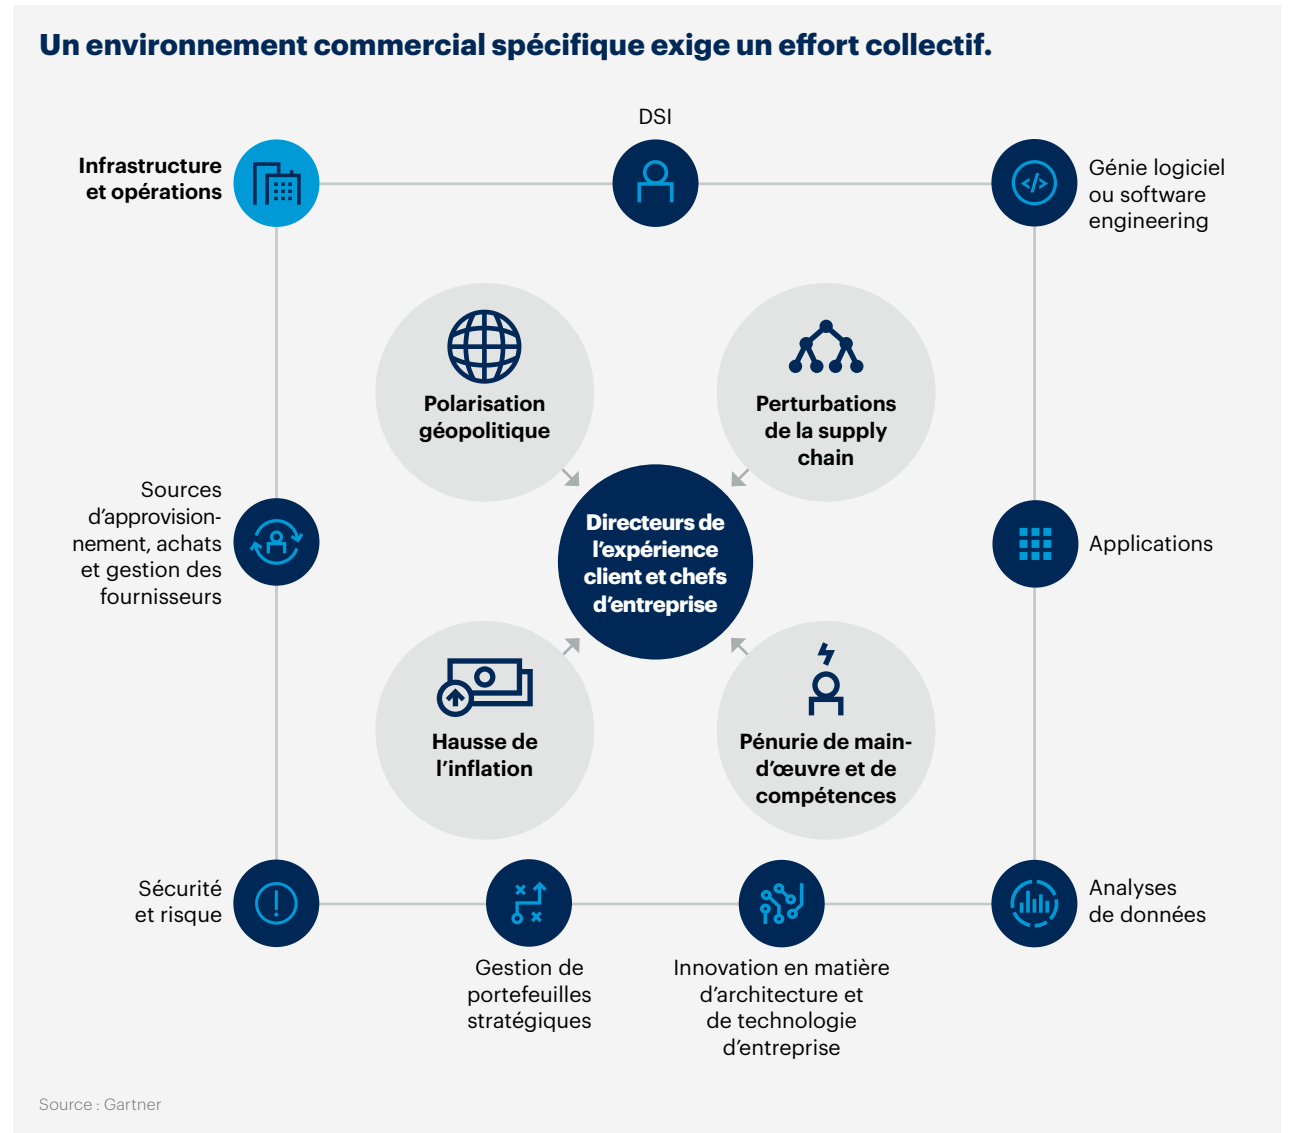 Un environnement commercial spécifique exige un effort collectif.
DSI
Infrastructure
et opérations
Génie logiciel
ou software
engineering
</>
Polarisation
géopolitique
Perturbations
de la supply
chain
Sources
d'approvision-
nement, achats
et gestion des
fournisseurs
Directeurs de
l'expérience
client et chefs
d'entreprise
Applications
Hausse de
l'inflation
Pénurie de main-
d'œuvre et de
compétences
Sécurité
et risque
Analyses
de données
Gestion de
portefeuilles
stratégiques
Innovation en matière
d'architecture et
de technologie
d'entreprise
Source : Gartner